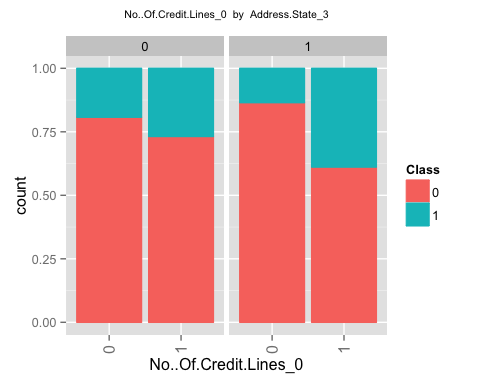 No..Of.Credit.Lines_0 by Address.State_3
0 1
1.00
0.75
0.50
0.25
0.00
count
0 1 0 1
No..Of.Credit.Lines_0
Class
0
1